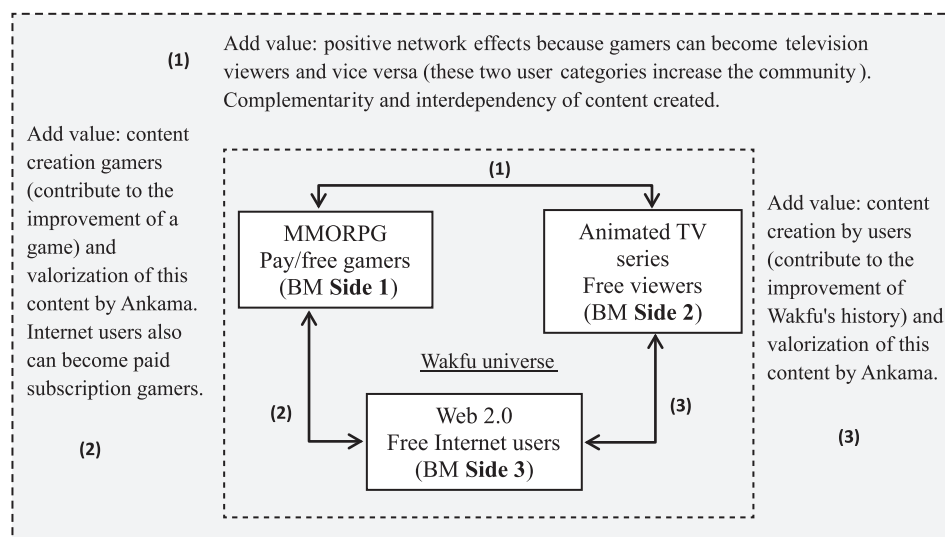 (1)
Add value: positive network effects because gamers can become television
viewers and vice versa (these two user categories increase the community).
Complementarity and interdependency of content created.
Add value: content
creation gamers
(contribute to the
improvement of a
game) and
valorization of this
content by Ankama.
Internet users also
can become paid
subscription gamers.
(2)
(1)
MMORPG
Pay/free gamers
(BM Side 1)
Animated TV
series
Free viewers
(BM Side 2)
Wakfu universe
(2)
(3)
Web 2.0
Free Internet users
(BM Side 3)
Add value: content
creation by users
(contribute to the
improvement of
Wakfu's history) and
valorization of this
content by Ankama.
(3)